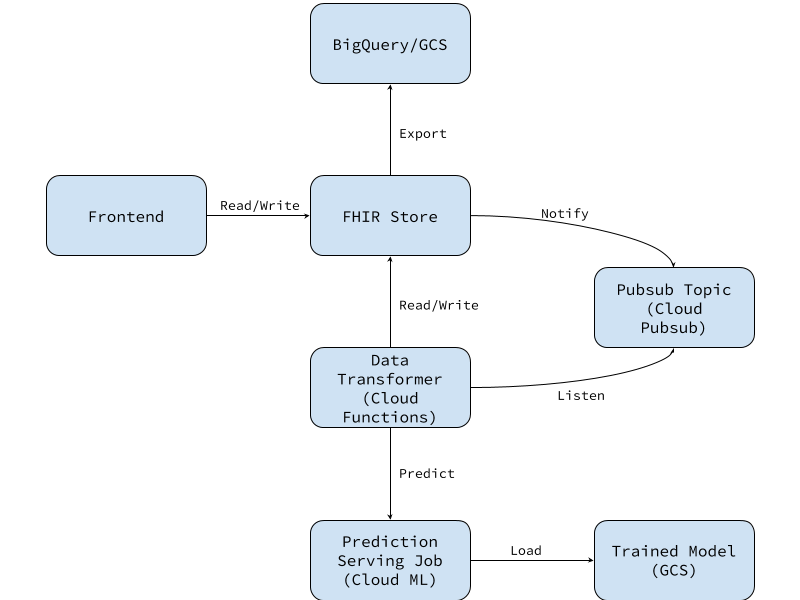 BigQuery/GCS
Export
Frontend
Read/Write
FHIR Store
Notify
Pubsub Topic
(Cloud
Pubsub)
Read/Write
Data
Transformer
(Cloud
Functions)
Listen
Predict
Prediction
Serving Job
(Cloud ML)
Load
Trained Model
(GCS)